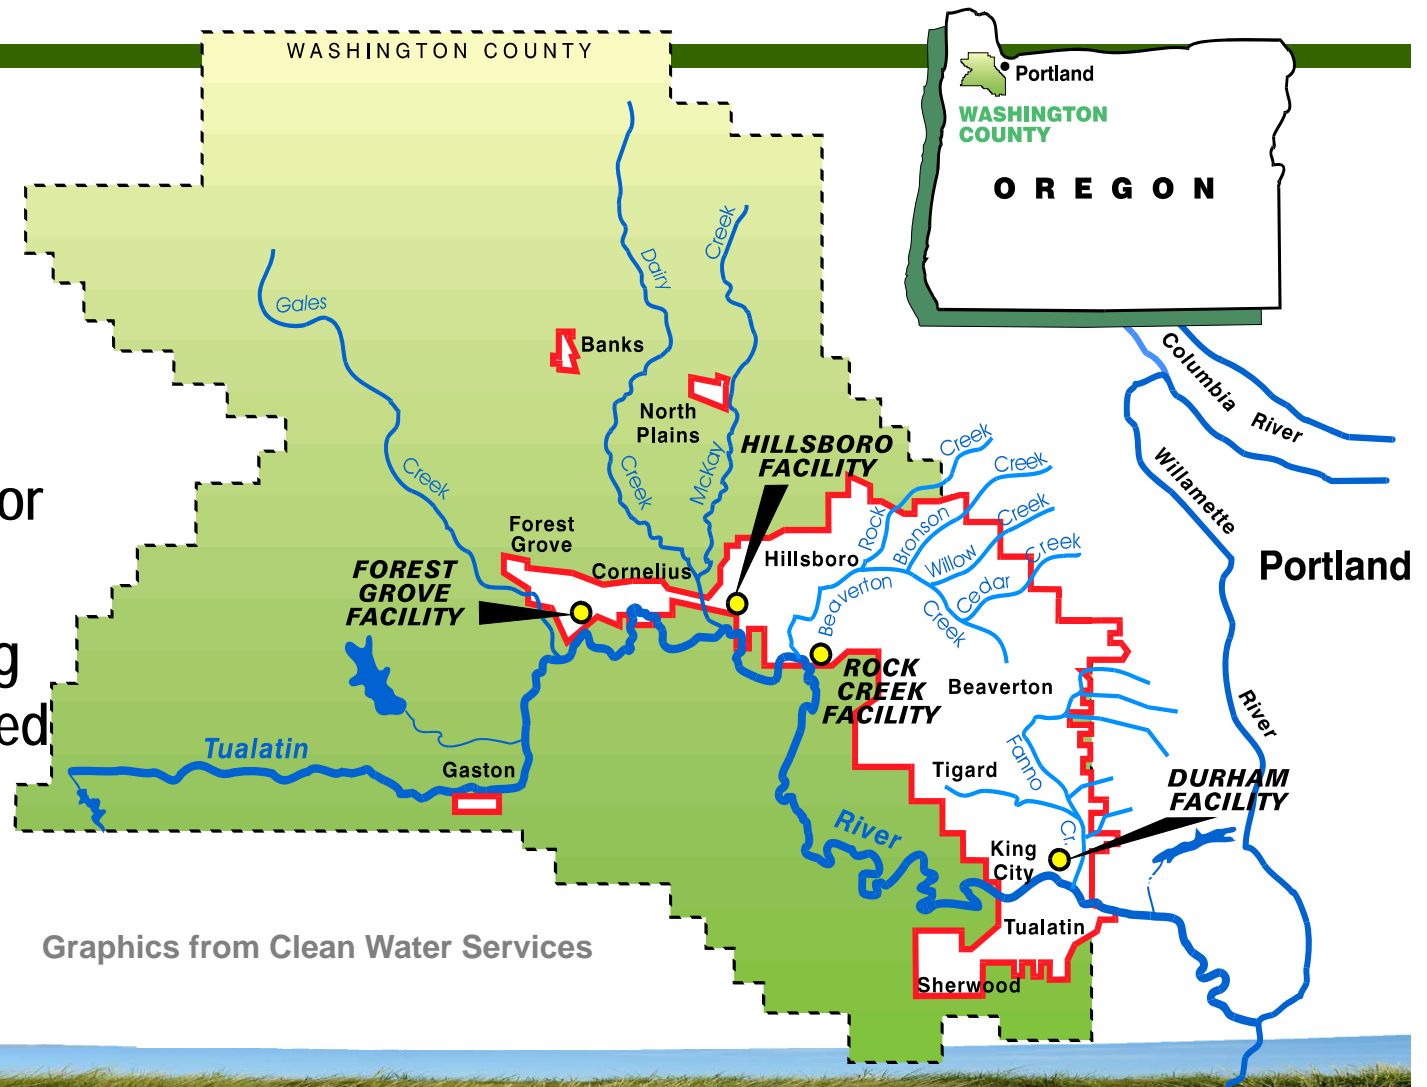 WASHINGTON COUNTY
Portland
WASHINGTON
COUNTY
OREGON
Columbia River
Willamette
River
Portland
Gales
Creek
Dairy
Creek
Creek
McKay
Banks
North
Plains
HILLSBORO
FACILITY
Creek
Creek
Creek
Creek
Rock
Bronson
Willow
Cedar
Beaverton
Creek
or
Forest
Grove
Cornelius
Hillsboro
FOREST
GROVE
FACILITY
g
ed
ROCK
CREEK
FACILITY
Beaverton
Tualatin
Gaston
River
Tigard
Fanno
Cr.
DURHAM
FACILITY
King
City
Tualatin
Sherwood
Graphics from Clean Water Services